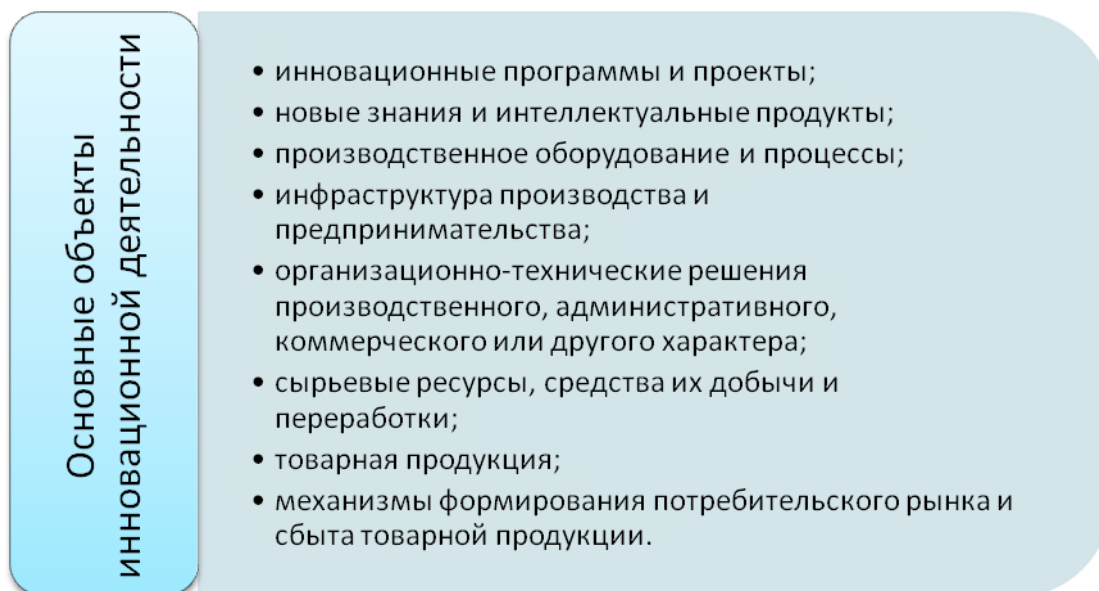 Основные объекты
инновационной деятельности
• инновационные программы и проекты;
• новые знания и интеллектуальные продукты;
• производственное оборудование и процессы;
• инфраструктура производства и
предпринимательства;
• организационно-технические решения
производственного, административного,
коммерческого или другого характера;
• сырьевые ресурсы, средства их добычи и
переработки;
• товарная продукция;
• механизмы формирования потребительского рынка и
сбыта товарной продукции.